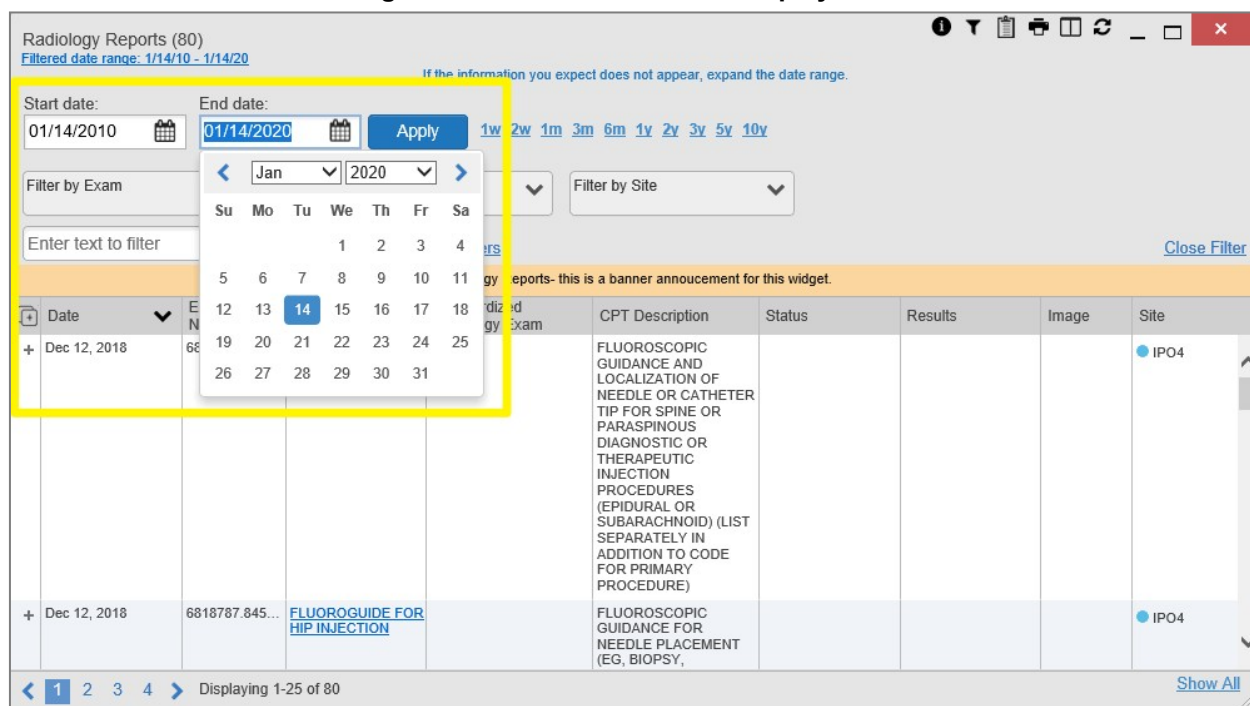 Radiology Reports (80)
Filtered date range: 1/14/10 - 1/14/20
If the information you expect does not appear, expand the date range.
Start date:
End date:
01/14/2010
01/14/2020
Apply
1w 2w 1m 3m 6m 1y 2y 3y 5y 10y
Jan 2020
Filter by Exam
Filter by Site
Su Mo Tu We Th Fr Sa
1 2 3 4
5 6 7 8 9 10 11
12 13 14 15 16 17 18
19 20 21 22 23 24 25
26 27 28 29 30 31
Enter text to filter
Close Filter
eports- this is a banner annoucement for this widget.
Date
CPT Description
Status
Results
Image
Site
+ Dec 12, 2018
68
FLUOROSCOPIC
GUIDANCE AND
LOCALIZATION OF
NEEDLE OR CATHETER
TIP FOR SPINE OR
PARASPINOUS
DIAGNOSTIC OR
THERAPEUTIC
INJECTION
PROCEDURES
(EPIDURAL OR
SUBARACHNOID) (LIST
SEPARATELY IN
ADDITION TO CODE
FOR PRIMARY
PROCEDURE)
IPO4
+ Dec 12, 2018
6818787.845...
FLUOROGUIDE FOR
HIP INJECTION
FLUOROSCOPIC
GUIDANCE FOR
NEEDLE PLACEMENT
(EG, BIOPSY,
IPO4
1 2 3 4
Displaying 1-25 of 80
Show All